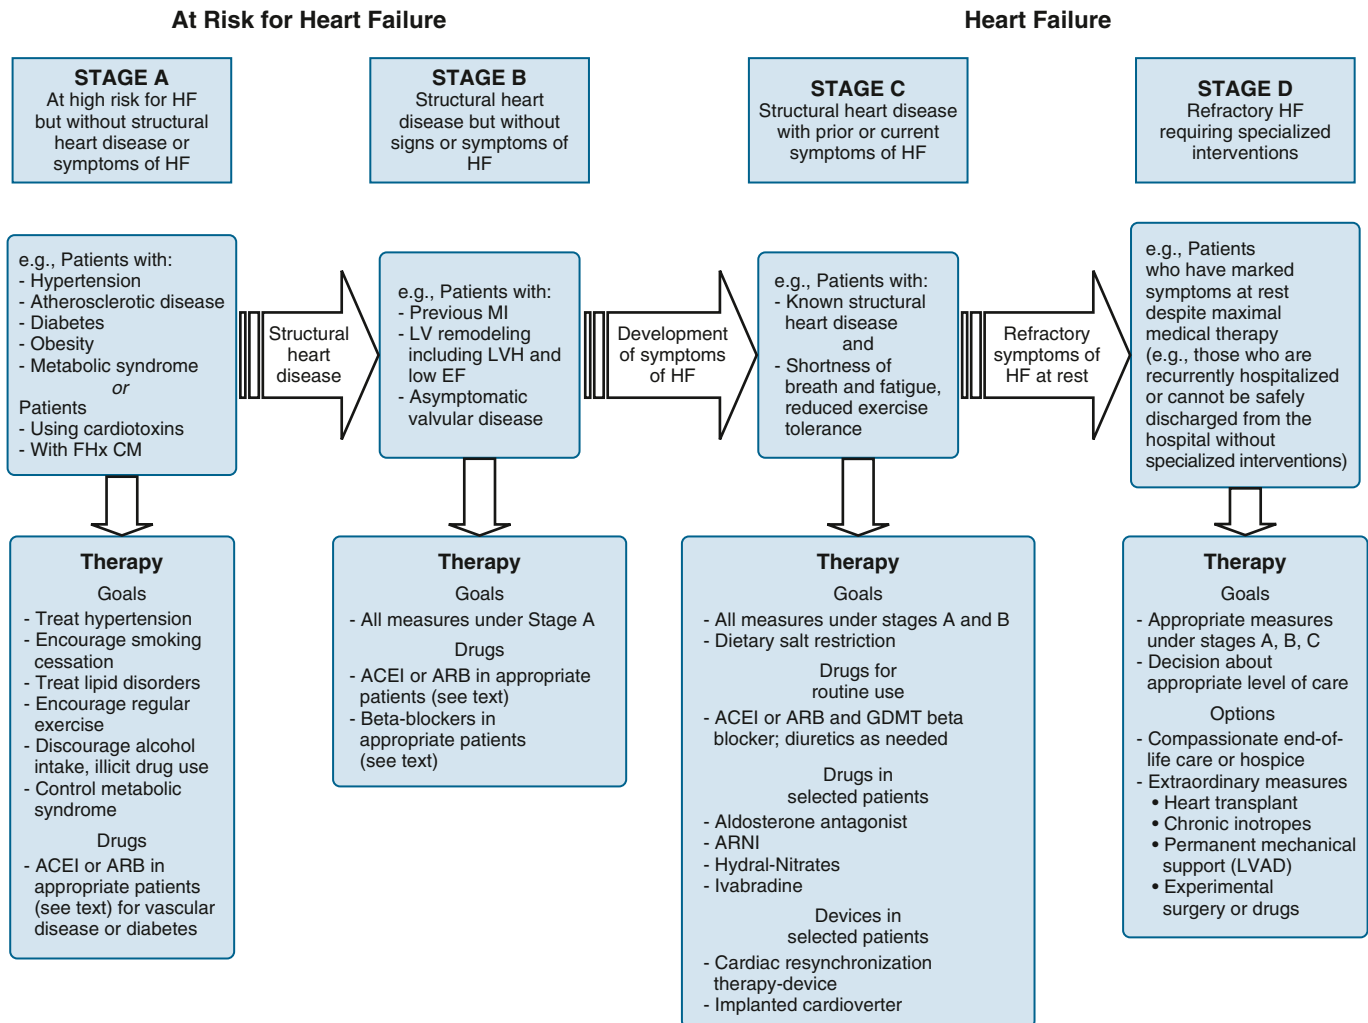 At Risk for Heart Failure
Heart Failure
STAGE A
At high risk for HF
but without structural
heart disease or
symptoms of HF
STAGE B
Structural heart
disease but without
signs or symptoms of
HF
STAGE C
Structural heart disease
with prior or current
symptoms of HF
STAGE D
Refractory HF
requiring specialized
interventions
e.g., Patients with:
- Hypertension
- Atherosclerotic disease
- Diabetes
- Obesity
- Metabolic syndrome
or
Patients
- Using cardiotoxins
- With FHx CM
Structural
heart
disease
e.g., Patients with:
- Previous MI
- LV remodeling
including LVH and
low EF
- Asymptomatic
valvular disease
Development
of symptoms
of HF
e.g., Patients with:
- Known structural
heart disease
and
- Shortness of
breath and fatigue,
reduced exercise
tolerance
Refractory
symptoms of
HF at rest
e.g., Patients
who have marked
symptoms at rest
despite maximal
medical therapy
(e.g., those who are
recurrently hospitalized
or cannot be safely
discharged from the
hospital without
specialized interventions)
Therapy
Goals
- Treat hypertension
- Encourage smoking
cessation
- Treat lipid disorders
- Encourage regular
exercise
- Discourage alcohol
intake, illicit drug use
- Control metabolic
syndrome
Drugs
- ACEI or ARB in
appropriate patients
(see text) for vascular
disease or diabetes
Therapy
Goals
- All measures under Stage A
Drugs
- ACEI or ARB in appropriate
patients (see text)
- Beta-blockers in
appropriate patients
(see text)
Therapy
Goals
- All measures under stages A and B
- Dietary salt restriction
Drugs for
routine use
- ACEI or ARB and GDMT beta
blocker; diuretics as needed
Drugs in
selected patients
- Aldosterone antagonist
- ARNI
- Hydral-Nitrates
- Ivabradine
Devices in
selected patients
- Cardiac resynchronization
therapy-device
- Implanted cardioverter
Therapy
Goals
- Appropriate measures
under stages A, B, C
- Decision about
appropriate level of care
Options
- Compassionate end-of-
life care or hospice
- Extraordinary measures
• Heart transplant
• Chronic inotropes
• Permanent mechanical
support (LVAD)
• Experimental
surgery or drugs